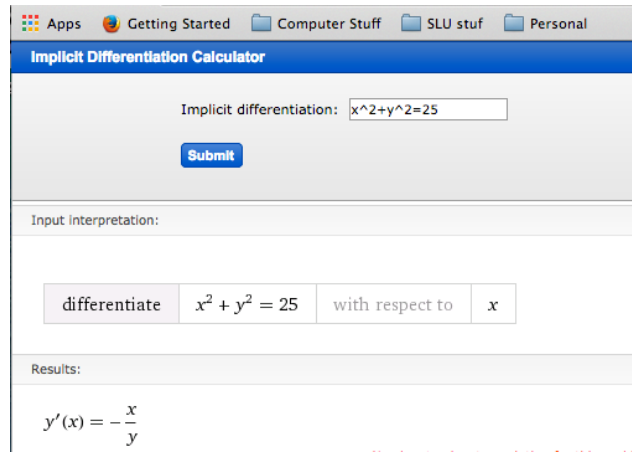 Apps Getting Started Computer Stuff SLU stuf Personal
Implicit Differentiation Calculator
Implicit differentiation: x^2+y^2=25
Submit
Input interpretation:
differentiate x² + y² = 25 with respect to x
Results:
y′(x) = −x/y